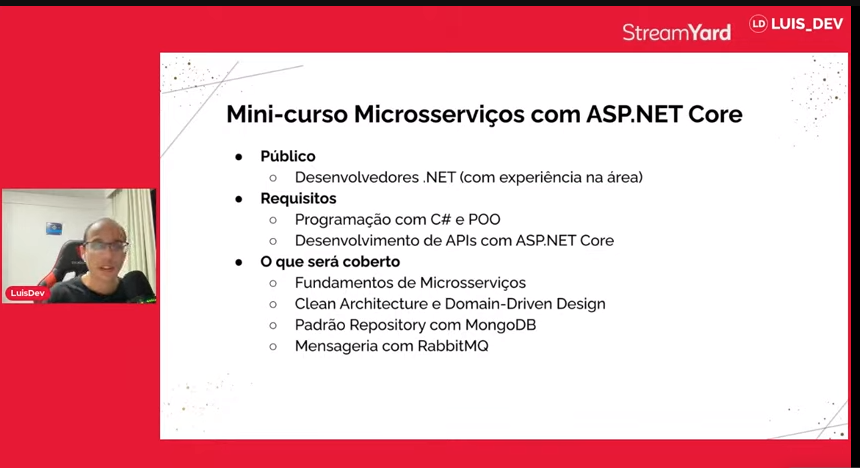 StreamYard
LD LUIS_DEV
Mini-curso Microsserviços com ASP.NET Core
● Público
○ Desenvolvedores .NET (com experiência na área)
● Requisitos
○ Programação com C# e POO
○ Desenvolvimento de APIs com ASP.NET Core
● O que será coberto
○ Fundamentos de Microsserviços
○ Clean Architecture e Domain-Driven Design
○ Padrão Repository com MongoDB
○ Mensageria com RabbitMQ
LuisDev